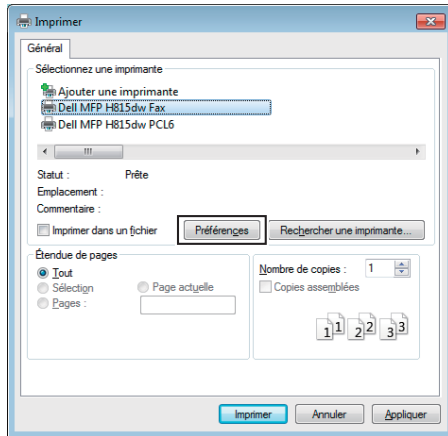 Imprimer
Général
Sélectionnez une imprimante
Ajouter une imprimante
Dell MFP H815dw Fax
Dell MFP H815dw PCL6
Statut : Prête
Emplacement :
Commentaire :
Imprimer dans un fichier Préférences Rechercher une imprimante...
Étendue de pages
Tout
Sélection Page actuelle
Pages :
Nombre de copies : 1
Copies assemblées
1 1 2 2 3 3
Imprimer Annuler Appliquer